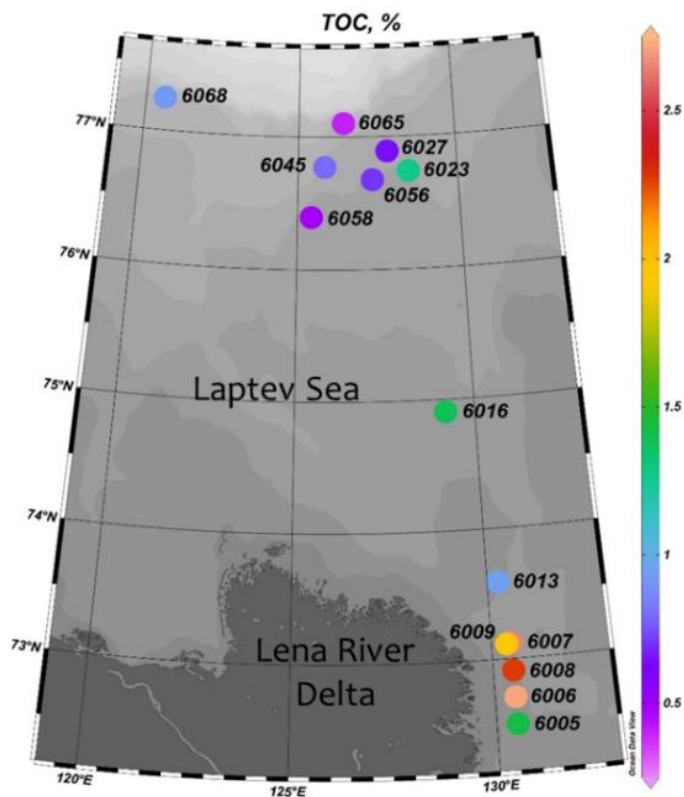 TOC, %
6068
77°N
6065
6027
6045
6023
6056
6058
76°N
75°N
Laptev Sea
6016
74°N
6013
6009
6007
73°N
Lena River
Delta
6008
6006
6005
120°E
125°E
130°E
2.5
2
1.5
1
0.5
Ocean Data View